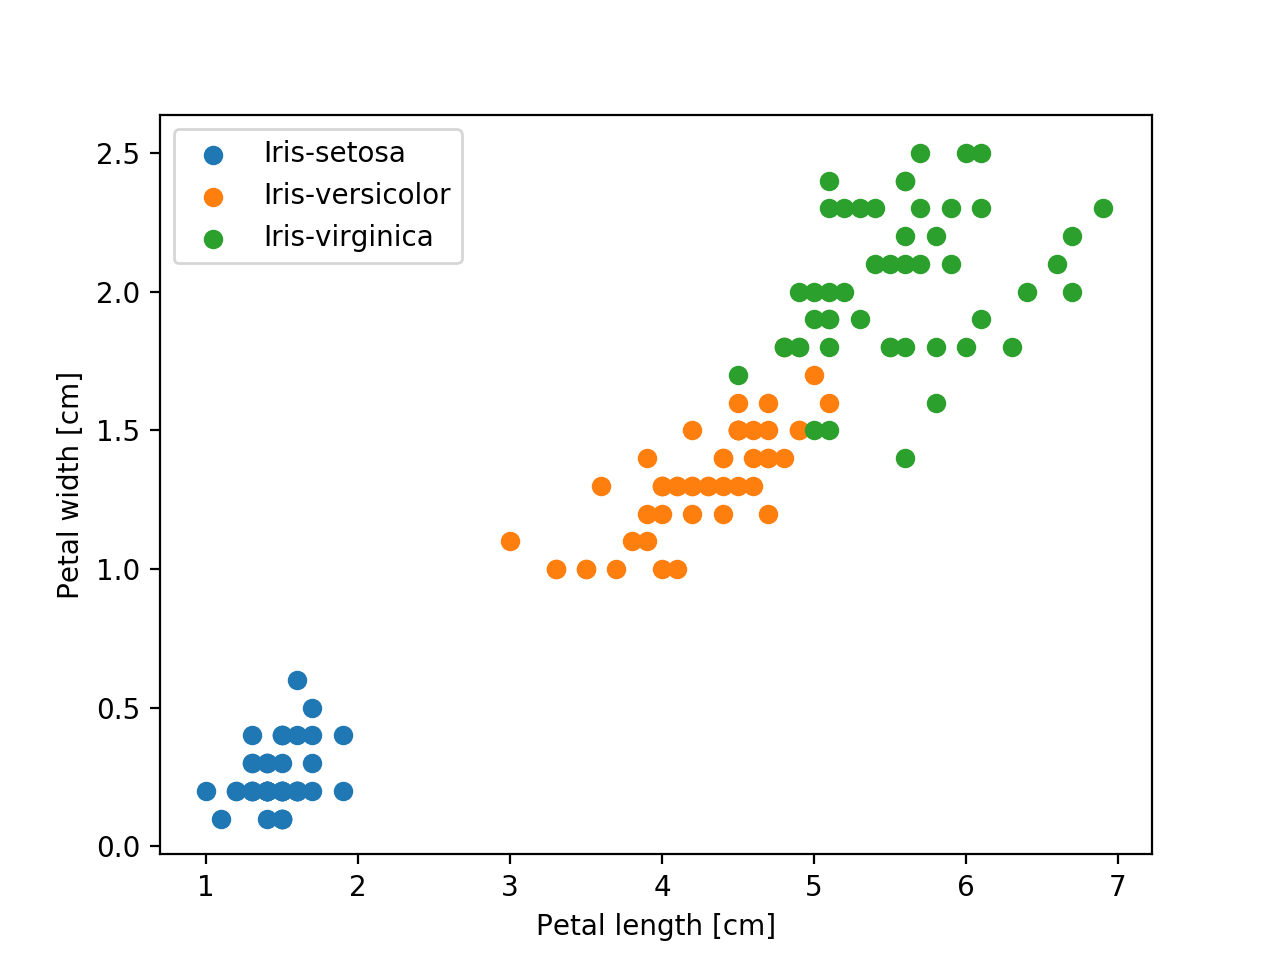 Iris-setosa
Iris-versicolor
Iris-virginica
2.5
2.0
1.5
1.0
0.5
0.0
Petal width [cm]
1 2 3 4 5 6 7
Petal length [cm]